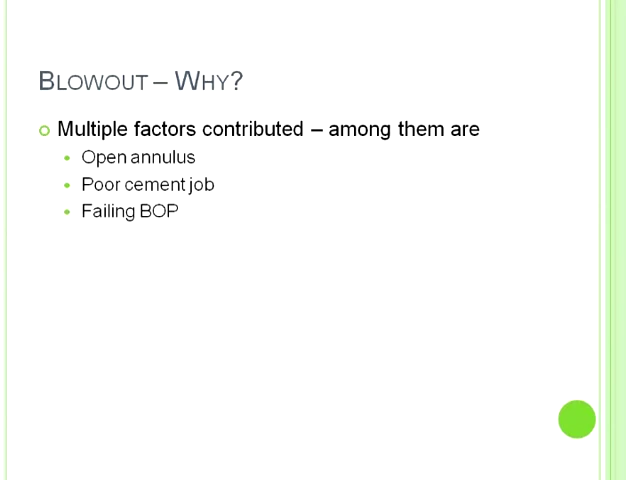 Blowout – Why?
Multiple factors contributed – among them are
Open annulus
Poor cement job
Failing BOP